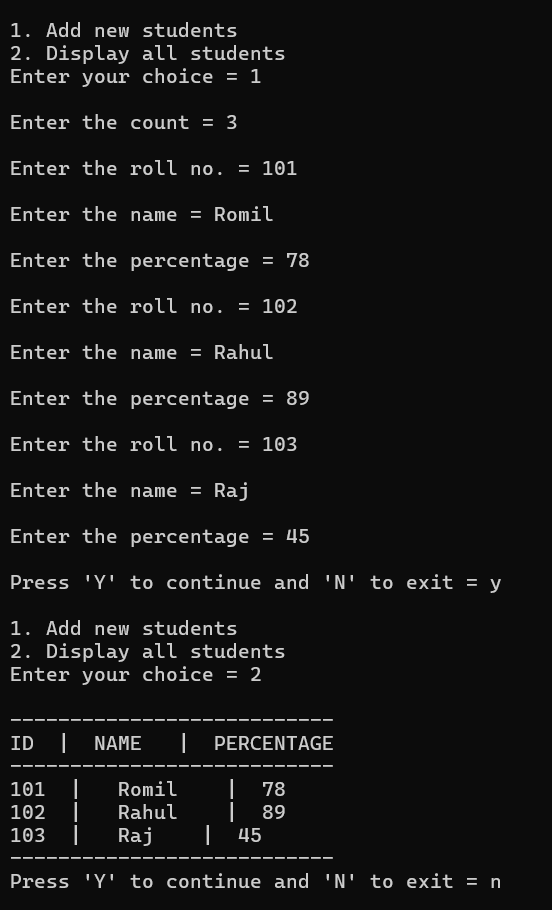 1. Add new students
2. Display all students
Enter your choice = 1
Enter the count = 3
Enter the roll no. = 101
Enter the name = Romil
Enter the percentage = 78
Enter the roll no. = 102
Enter the name = Rahul
Enter the percentage = 89
Enter the roll no. = 103
Enter the name = Raj
Enter the percentage = 45
Press 'Y' to continue and 'N' to exit = y
1. Add new students
2. Display all students
Enter your choice = 2
---------------------------
ID  |  NAME   |  PERCENTAGE
---------------------------
101  |   Romil    |  78
102  |   Rahul    |  89
103  |   Raj    |  45
---------------------------
Press 'Y' to continue and 'N' to exit = n